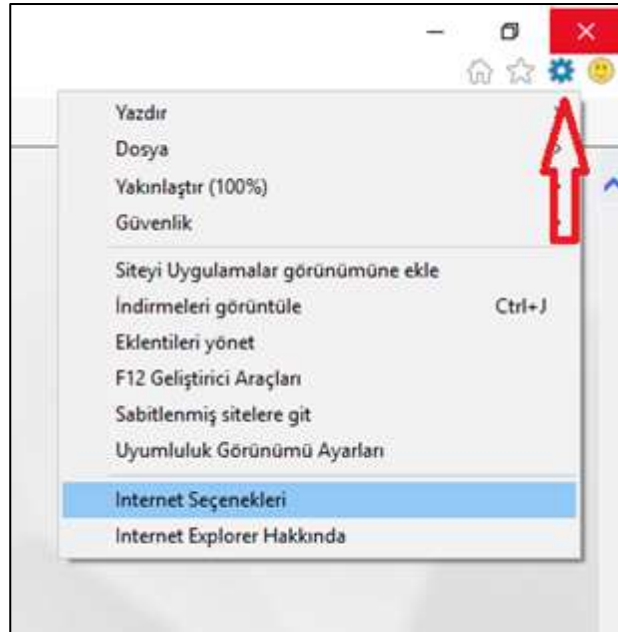 Yazdır
Dosya
Yakınlaştır (100%)
Güvenlik
Siteyi Uygulamalar görünümüne ekle
İndirmeleri görüntüle Ctrl+J
Eklentileri yönet
F12 Geliştirici Araçları
Sabitlenmiş sitelere git
Uyumluluk Görünümü Ayarları
Internet Seçenekleri
Internet Explorer Hakkında